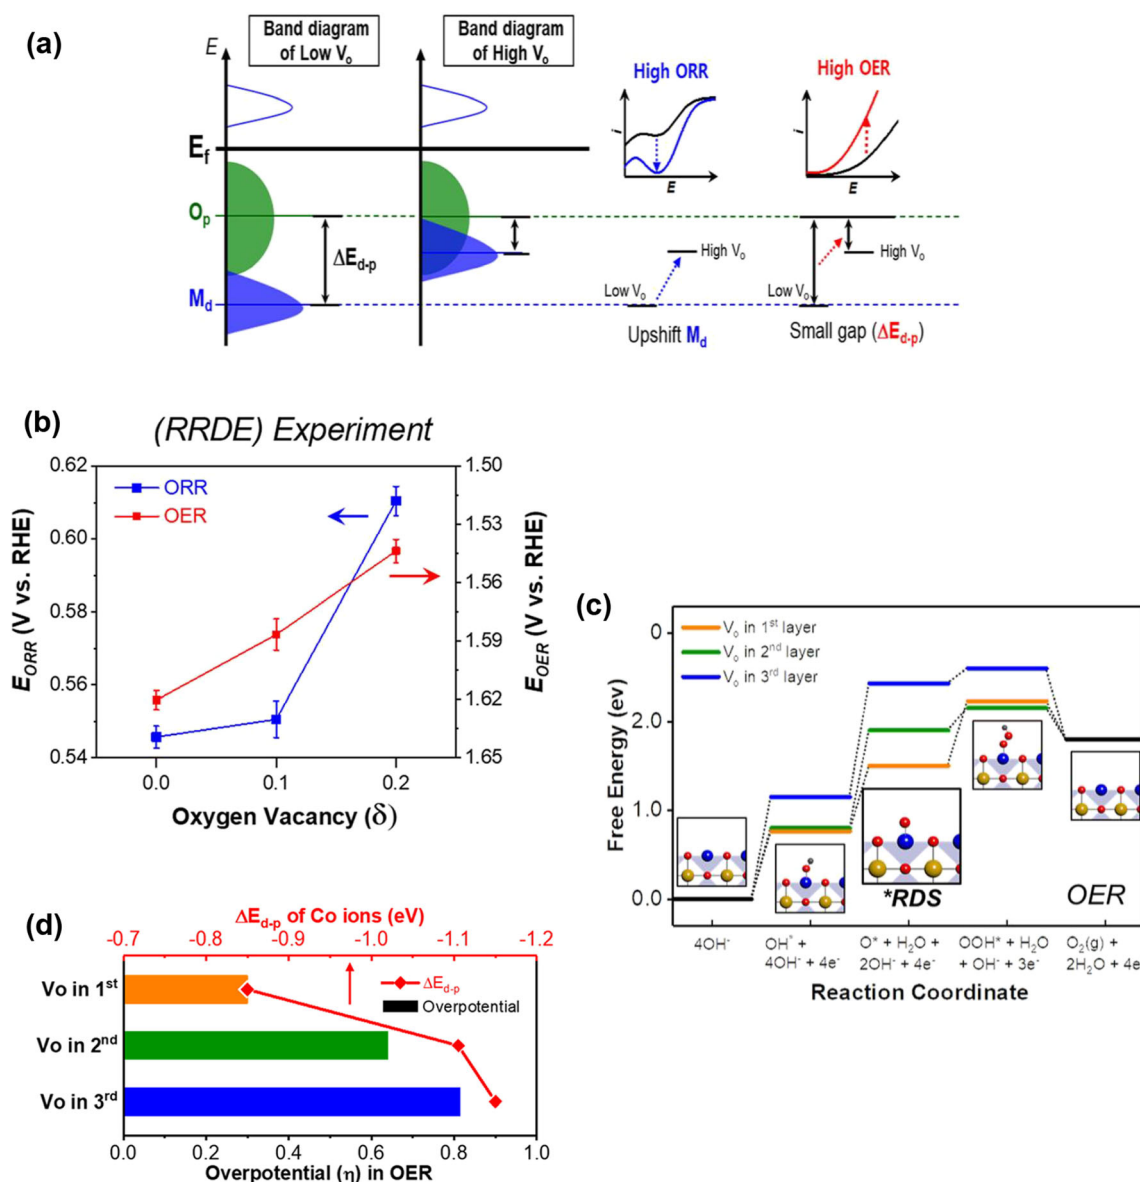 (a)
E
Band diagram
of Low Vo
Band diagram
of High Vo
High ORR
High OER
i
E
i
E
Ef
Op
ΔEd-p
Md
High Vo
Low Vo
High Vo
Low Vo
Upshift Md
Small gap (ΔEd-p)
(b)
(RRDE) Experiment
0.62
0.60
0.58
0.56
0.54
EORR (V vs. RHE)
ORR
OER
1.50
1.53
1.56
1.59
1.62
1.65
EOER (V vs. RHE)
0.0 0.1 0.2
Oxygen Vacancy (δ)
(c)
Free Energy (ev)
0
2.0
1.0
0.0
Vo in 1st layer
Vo in 2nd layer
Vo in 3rd layer
*RDS
OER
4OH-
OH* +
4OH- + 4e-
O* + H2O +
2OH- + 4e-
OOH* + H2O
+ OH- + 3e-
O2(g) +
2H2O + 4e
Reaction Coordinate
(d)
ΔEd-p of Co ions (eV)
-0.7 -0.8 -0.9 -1.0 -1.1 -1.2
ΔEd-p
Overpotential
Vo in 1st
Vo in 2nd
Vo in 3rd
0.0 0.2 0.4 0.6 0.8 1.0
Overpotential (η) in OER